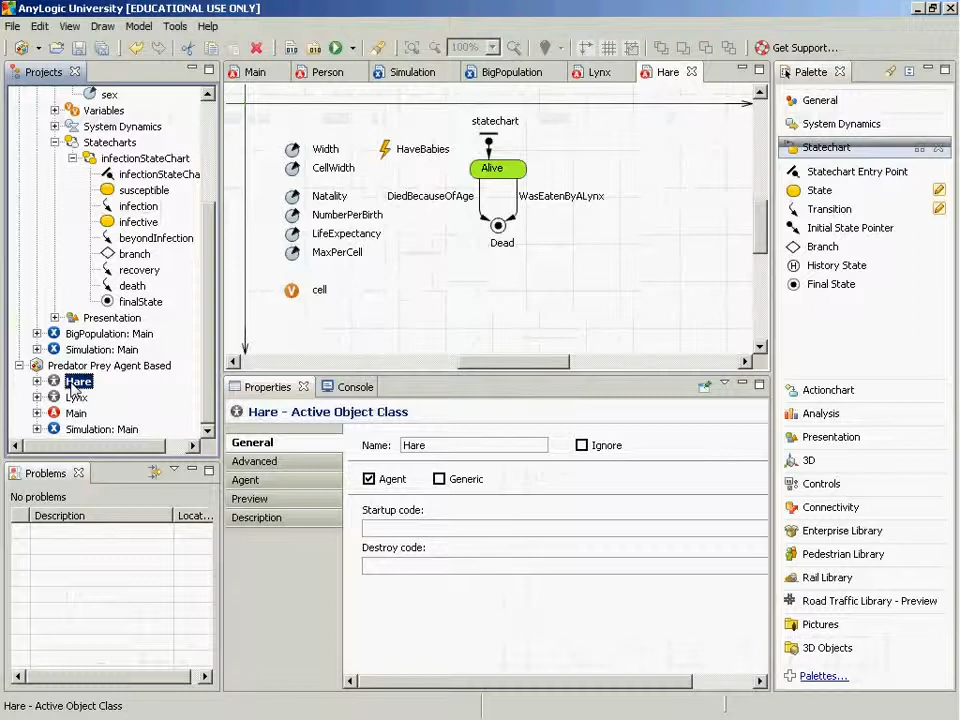 AnyLogic University [EDUCATIONAL USE ONLY]
File Edit View Draw Model Tools Help
100% Get Support...
Projects
sex
Variables
System Dynamics
Statecharts
infectionStateChart
infectionStateCha
susceptible
infection
infective
beyondInfection
branch
recovery
death
finalState
Presentation
BigPopulation: Main
Simulation: Main
Predator Prey Agent Based
Hare
Lynx
Main
Simulation: Main
Problems
No problems
Description Locat...
Main Person Simulation BigPopulation Lynx Hare
statechart
Width HaveBabies
CellWidth Alive
Natality DiedBecauseOfAge WasEatenByALynx
NumberPerBirth
LifeExpectancy Dead
MaxPerCell
cell
Properties Console
Hare - Active Object Class
General
Advanced
Agent
Preview
Description
Name: Hare Ignore
Agent Generic
Startup code:
Destroy code:
Palette
General
System Dynamics
Statechart
Statechart Entry Point
State
Transition
Initial State Pointer
Branch
History State
Final State
Actionchart
Analysis
Presentation
3D
Controls
Connectivity
Enterprise Library
Pedestrian Library
Rail Library
Road Traffic Library - Preview
Pictures
3D Objects
Palettes...
Hare - Active Object Class